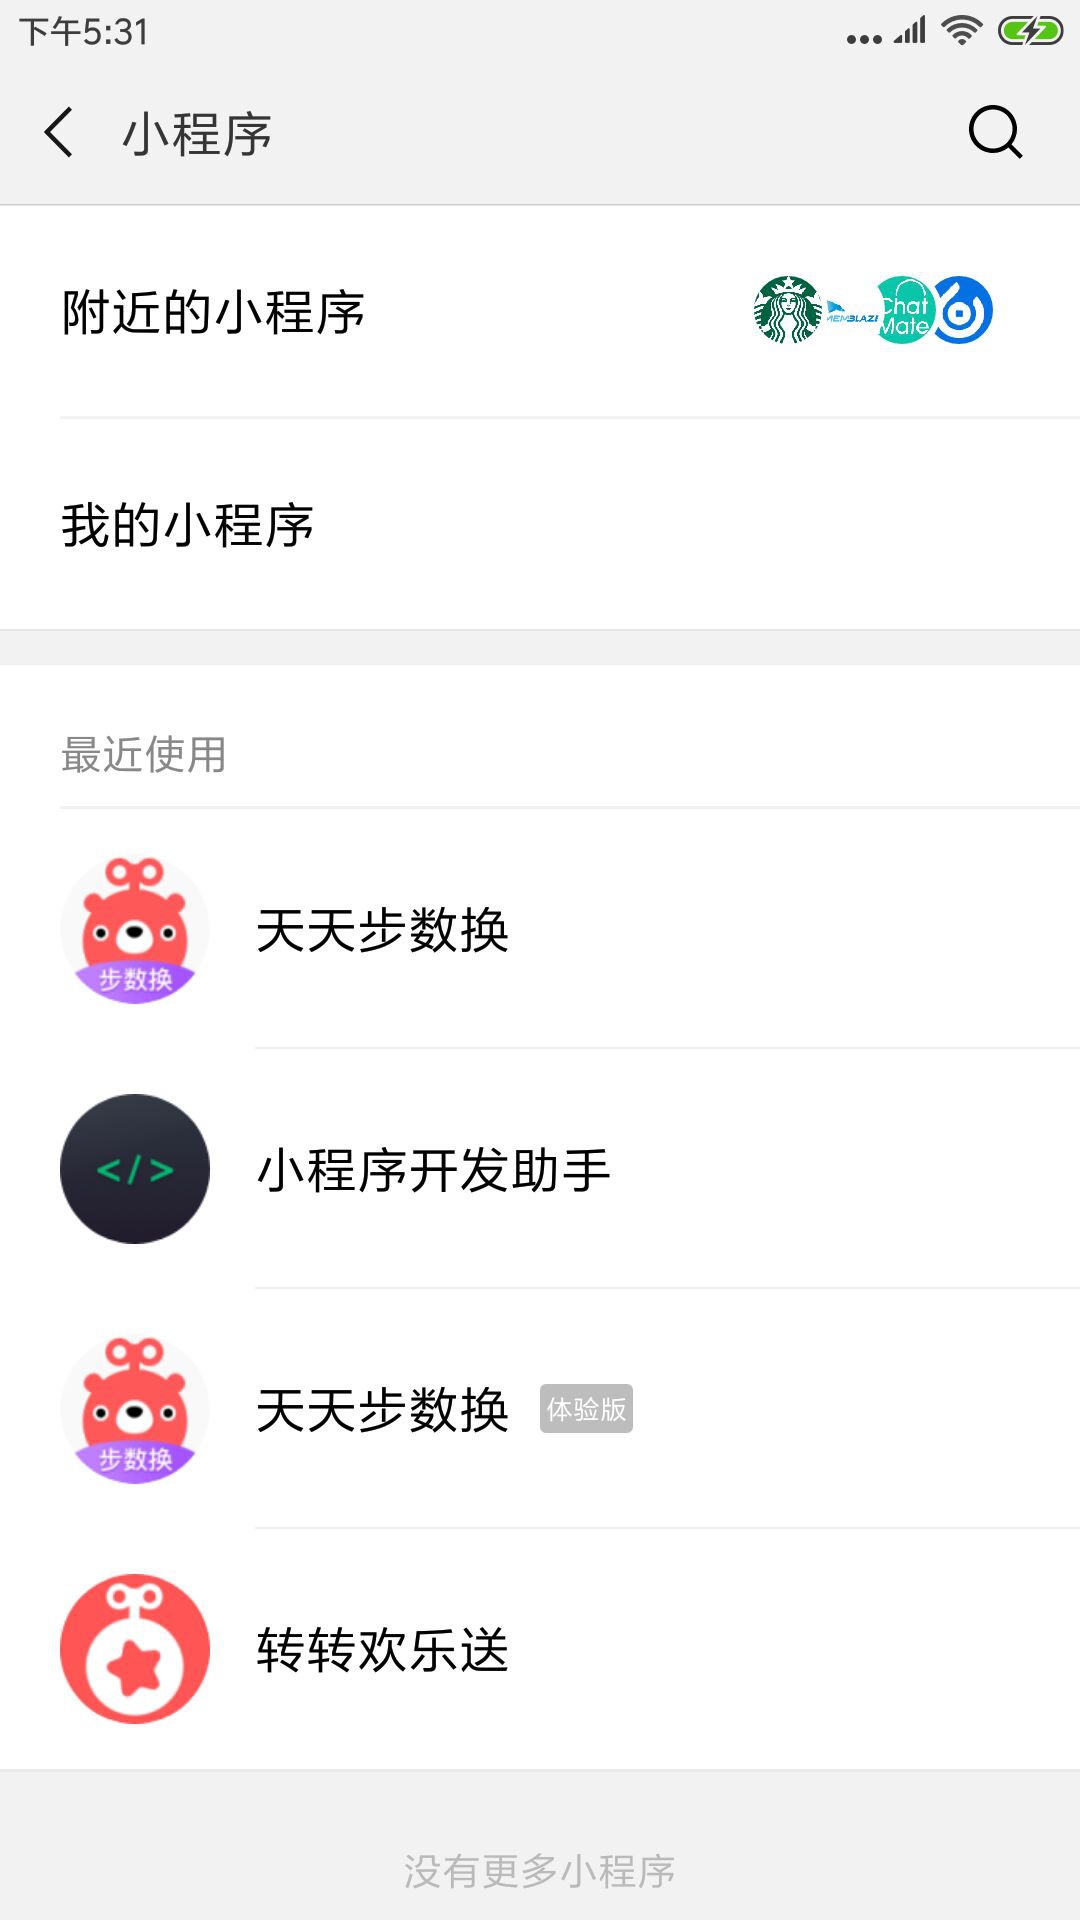 下午5:31
小程序
附近的小程序
MEMBLAZE
Chat
Mate
我的小程序
最近使用
步数换
天天步数换
</>
小程序开发助手
步数换
天天步数换 体验版
转转欢乐送
没有更多小程序